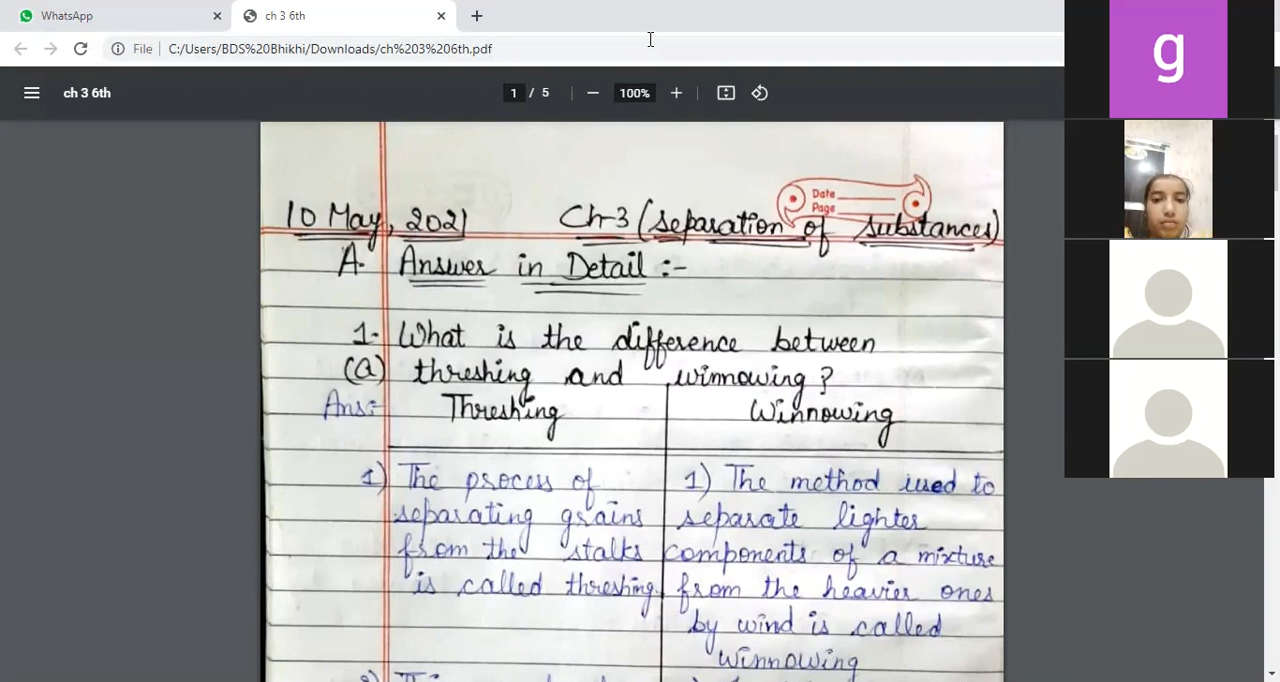 WhatsApp
ch 3 6th
File
C:/Users/BDS%20Bhikhi/Downloads/ch%203%206th.pdf
ch 3 6th
1 / 5
100%
g
Date
Page
10 May, 2021 Ch-3 (separation of substances)
A. Answer in Detail :-
1- What is the difference between
(a) threshing and winnowing?
Ans:- Threshing Winnowing
1) The process of
separating grains
from the stalks
is called threshing.
1) The method used to
separate lighter
components of a mixture
from the heavier ones
by wind is called
winnowing